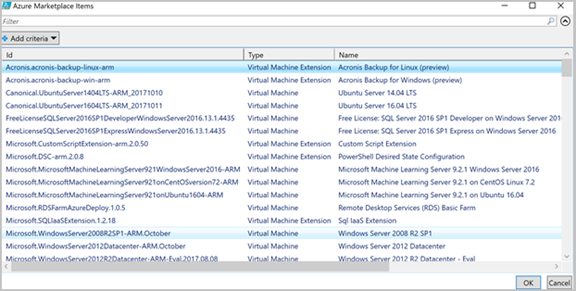 Azure Marketplace Items
Filter
Add criteria
Id Type Name
Acronis.acronis-backup-linux-arm Virtual Machine Extension Acronis Backup for Linux (preview)
Acronis.acronis-backup-win-arm Virtual Machine Extension Acronis Backup for Windows (preview)
Canonical.UbuntuServer1404LTS-ARM_20171010 Virtual Machine Ubuntu Server 14.04 LTS
Canonical.UbuntuServer1604LTS-ARM_20161011 Virtual Machine Ubuntu Server 16.04 LTS
FreeLicenseSQLServer2016SP1DeveloperWindowsServer2016.13.1.4435 Virtual Machine Free License: SQL Server 2016 SP1 Developer on Windows Server 2016
FreeLicenseSQLServer2016SP1ExpressWindowsServer2016.13.1.4435 Virtual Machine Free License: SQL Server 2016 SP1 Express on Windows Server 2016
Microsoft.CustomScriptExtension-arm.2.0.50 Virtual Machine Extension Custom Script Extension
Microsoft.DSC-arm.2.0.8 Virtual Machine Extension PowerShell Desired State Configuration
Microsoft.MicrosoftMachineLearningServer921WindowsServer2016-ARM Virtual Machine Microsoft Machine Learning Server 9.2.1 Windows Server 2016
Microsoft.MicrosoftMachineLearningServer921onCentOSversion72-ARM Virtual Machine Microsoft Machine Learning Server 9.2.1 on CentOS Linux 7.2
Microsoft.MicrosoftMachineLearningServer921onUbuntu1604-ARM Virtual Machine Microsoft Machine Learning Server 9.2.1 on Ubuntu 16.04
Microsoft.RDSFarmAzureDeploy.1.0.5 Virtual Machine Remote Desktop Services (RDS) Basic Farm
Microsoft.SQLIaaSExtension.1.2.18 Virtual Machine Extension Sql IaaS Extension
Microsoft.WindowsServer2008R2SP1-ARM.October Virtual Machine Windows Server 2008 R2 SP1
Microsoft.WindowsServer2012Datacenter-ARM.October Virtual Machine Windows Server 2012 Datacenter
Microsoft.WindowsServer2012R2Datacenter-ARM-Eval.2017.08.08 Virtual Machine Windows Server 2012 R2 Datacenter - Eval
OK Cancel